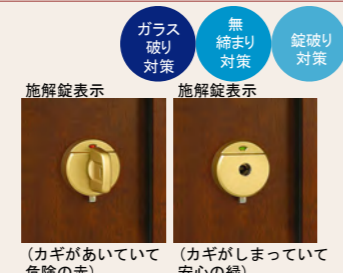 ガラス
破り
対策
無
締まり
対策
錠破り
対策
施解錠表示
施解錠表示
(カギがあいていて
危険の赤)
(カギがしまっていて
安心の緑)